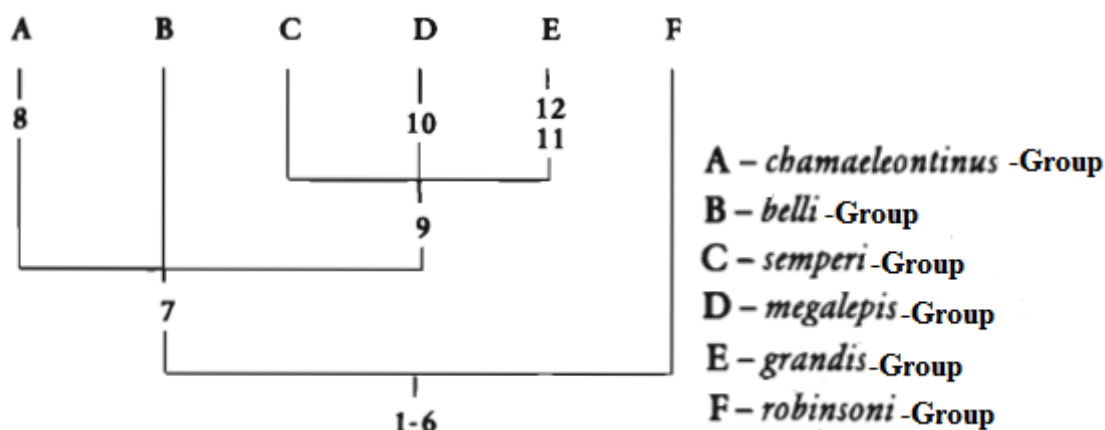 A B C D E F
8
10
12
11
9
7
1-6
A – chamaeleontinus -Group
B – belli -Group
C – semperi -Group
D – megalepis -Group
E – grandis -Group
F – robinsoni -Group